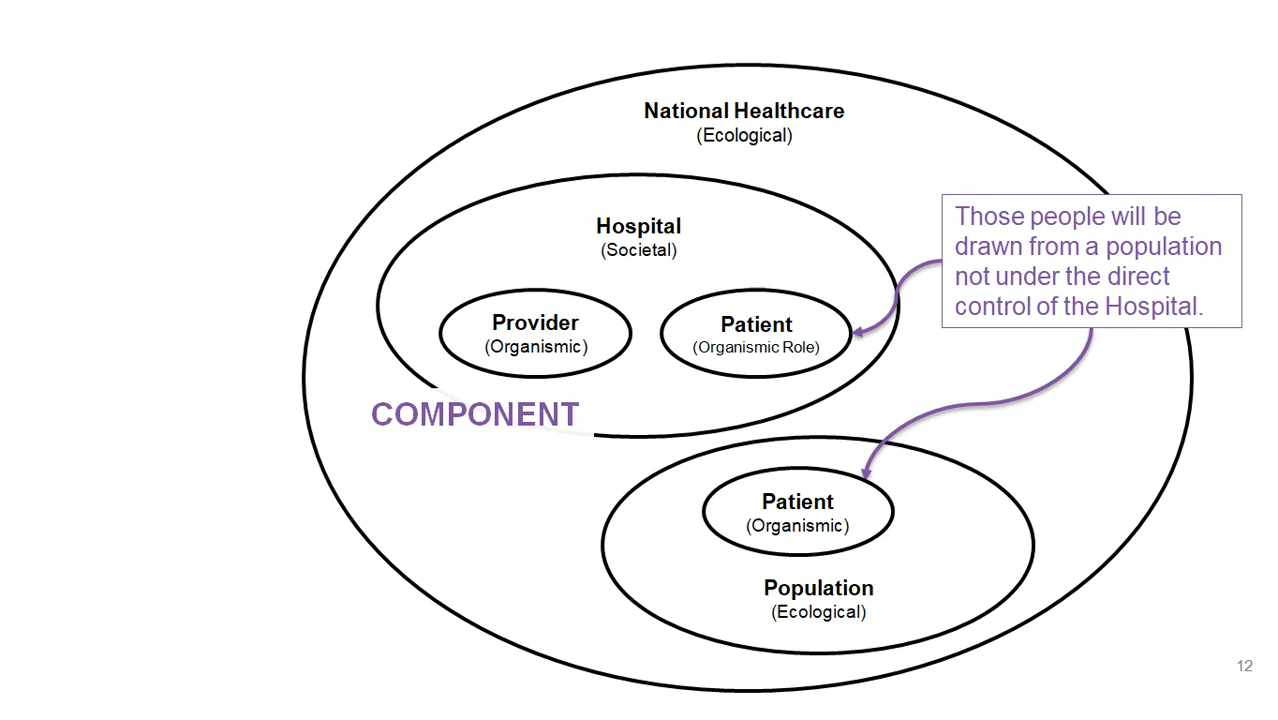 National Healthcare
(Ecological)
Hospital
(Societal)
Those people will be
drawn from a population
not under the direct
control of the Hospital.
Provider
(Organismic)
Patient
(Organismic Role)
COMPONENT
Patient
(Organismic)
Population
(Ecological)
12